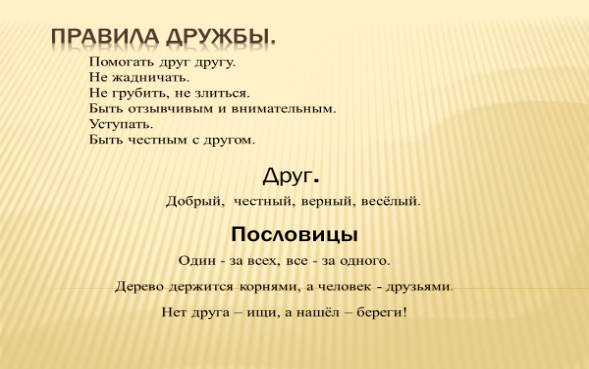 ПРАВИЛА ДРУЖБЫ.
Помогать друг другу.
Не жадничать.
Не грубить, не злиться.
Быть отзывчивым и внимательным.
Уступать.
Быть честным с другом.
Друг.
Добрый, честный, верный, весёлый.
Пословицы
Один - за всех, все - за одного.
Дерево держится корнями, а человек - друзьями.
Нет друга – ищи, а нашёл – береги!